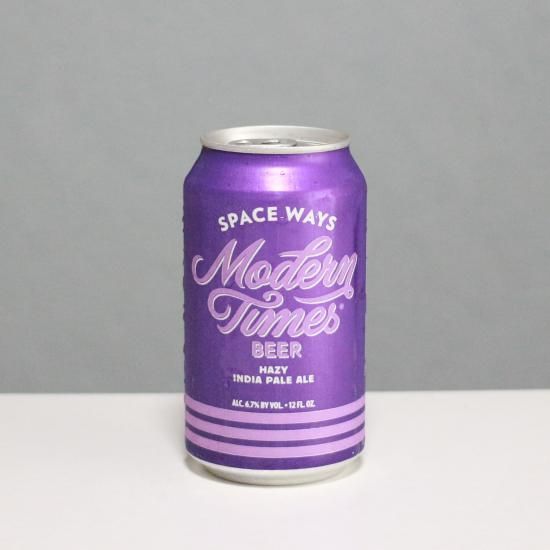 SPACE WAYS
Modern
Times®
BEER
HAZY
INDIA PALE ALE
ALC. 6.7% BY VOL. • 12 FL. OZ.